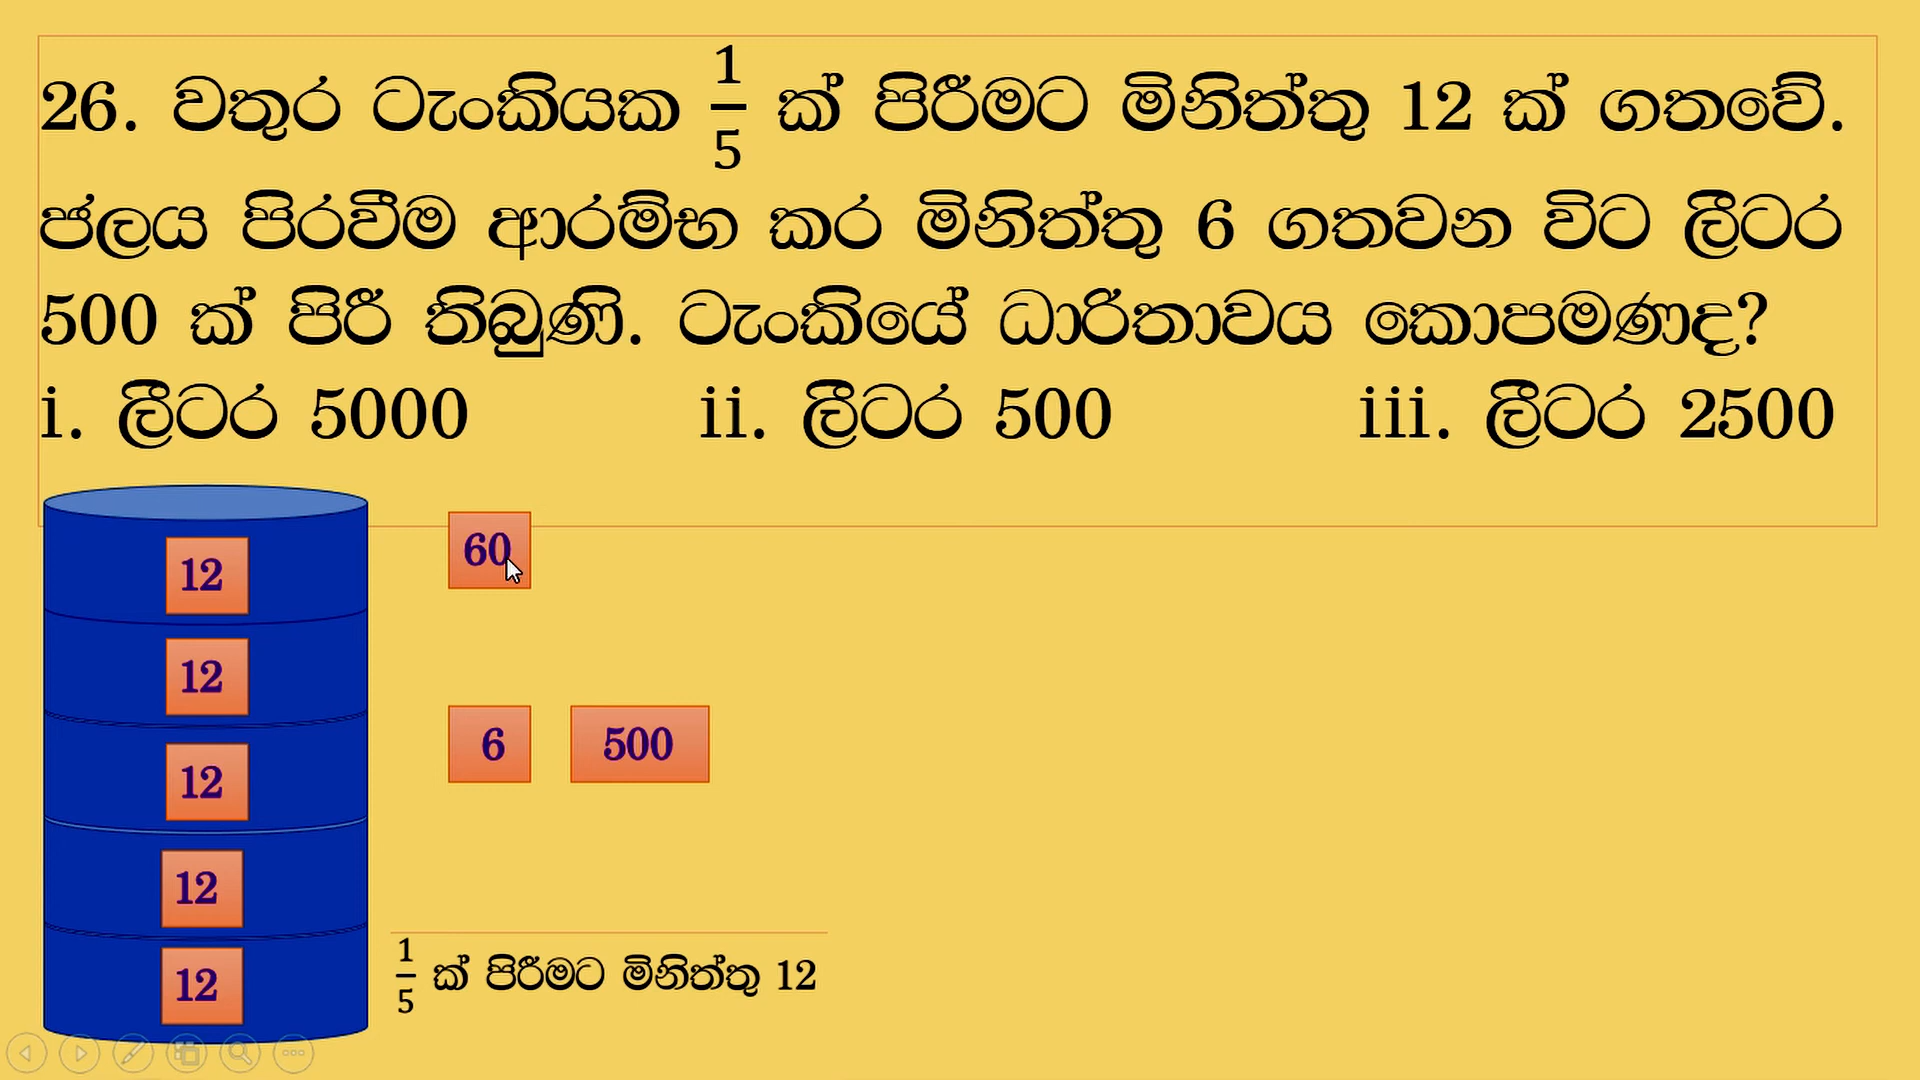 26. වතුර ටැංකියක 1/5 ක් පිරීමට මිනිත්තු 12 ක් ගතවේ.
ජලය පිරවීම ආරම්භ කර මිනිත්තු 6 ගතවන විට ලීටර
500 ක් පිරී තිබුණි. ටැංකියේ ධාරිතාවය කොපමණද?
i. ලීටර 5000 ii. ලීටර 500 iii. ලීටර 2500
12
60
12
12
6 500
12
12
1/5 ක් පිරීමට මිනිත්තු 12